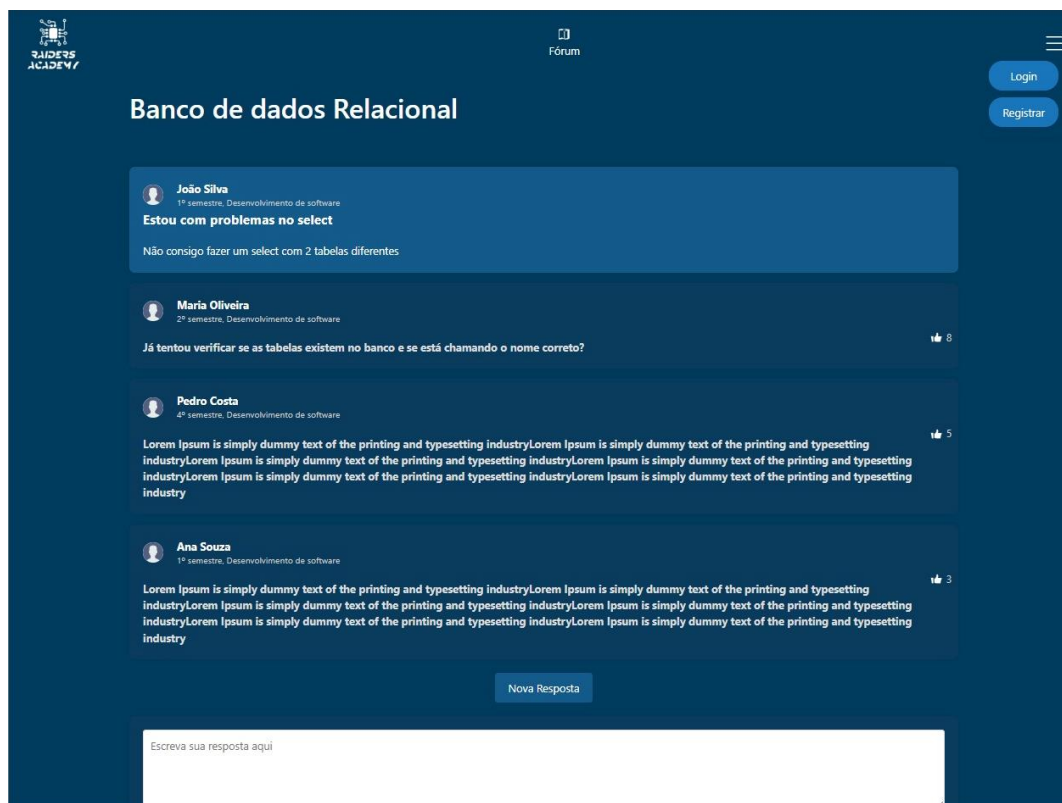 RAIDERS
ACADEMY
Fórum
Login
Registrar
Banco de dados Relacional
João Silva
1º semestre, Desenvolvimento de software
Estou com problemas no select
Não consigo fazer um select com 2 tabelas diferentes
Maria Oliveira
2º semestre, Desenvolvimento de software
Já tentou verificar se as tabelas existem no banco e se está chamando o nome correto?
8
Pedro Costa
4º semestre, Desenvolvimento de software
Lorem Ipsum is simply dummy text of the printing and typesetting industryLorem Ipsum is simply dummy text of the printing and typesetting
industryLorem Ipsum is simply dummy text of the printing and typesetting industryLorem Ipsum is simply dummy text of the printing and typesetting
industryLorem Ipsum is simply dummy text of the printing and typesetting industryLorem Ipsum is simply dummy text of the printing and typesetting
industry
5
Ana Souza
1º semestre, Desenvolvimento de software
Lorem Ipsum is simply dummy text of the printing and typesetting industryLorem Ipsum is simply dummy text of the printing and typesetting
industryLorem Ipsum is simply dummy text of the printing and typesetting industryLorem Ipsum is simply dummy text of the printing and typesetting
industryLorem Ipsum is simply dummy text of the printing and typesetting industryLorem Ipsum is simply dummy text of the printing and typesetting
industry
3
Nova Resposta
Escreva sua resposta aqui